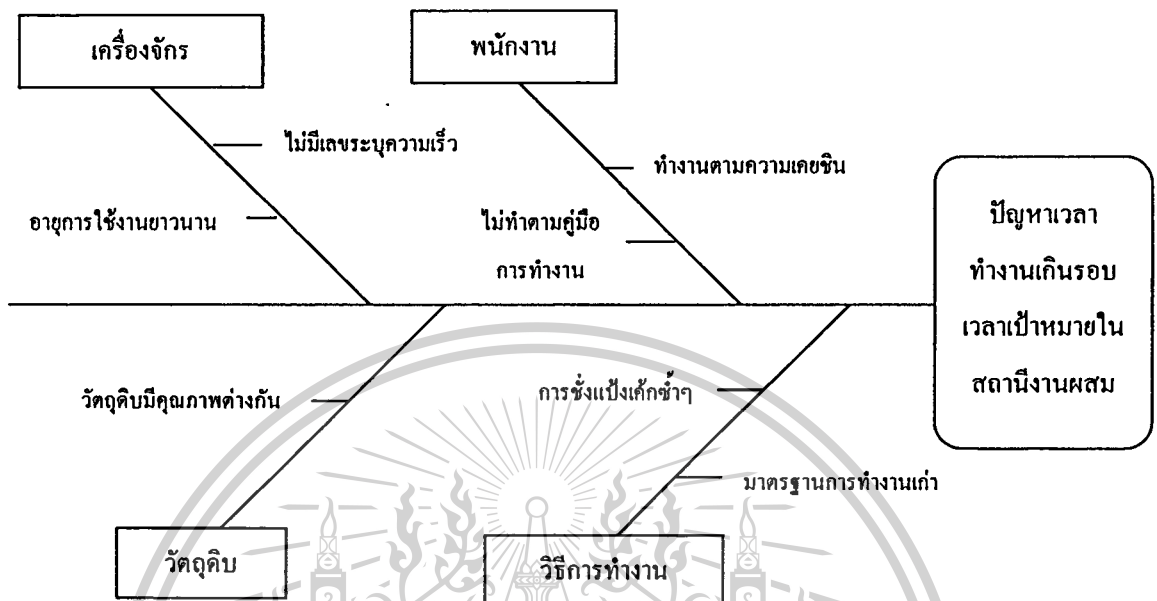 เครื่องจักร
พนักงาน
ไม่มีเลขระบุความเร็ว
ทำงานตามความเคยชิน
อายุการใช้งานยาวนาน
ไม่ทำตามคู่มือ
การทำงาน
ปัญหาเวลา
ทำงานเกินรอบ
เวลาเป้าหมายใน
สถานีงานผสม
วัตถุดิบมีคุณภาพต่างกัน
การชั่งแป้งเค้กซ้ำๆ
มาตรฐานการทำงานเก่า
วัตถุดิบ
วิธีการทำงาน